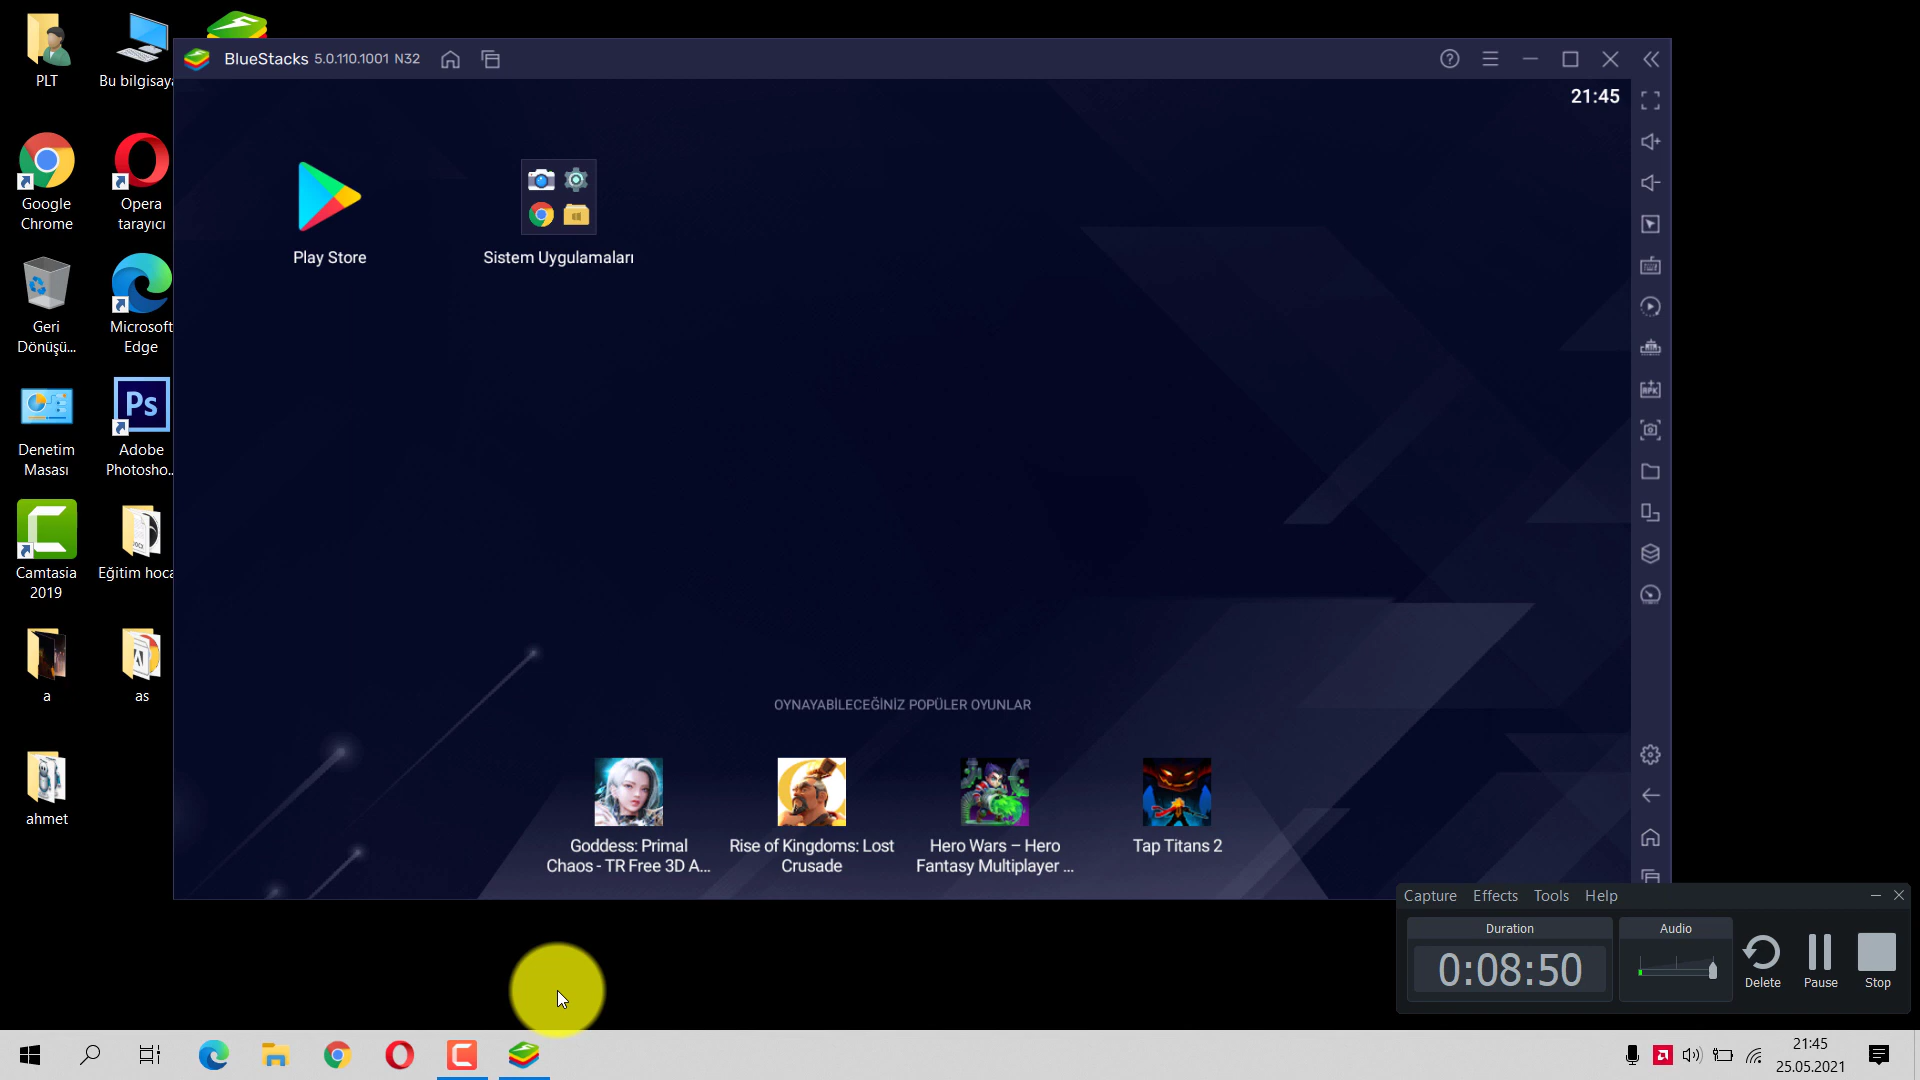 PLT
Bu bilgisaya
Google
Chrome
Opera
tarayıcı
Geri
Dönüşü...
Microsoft
Edge
Denetim
Masası
Ps
Adobe
Photosho...
Camtasia
2019
Eğitim hoca
a
as
ahmet
BlueStacks 5.0.110.1001 N32
21:45
Play Store
Sistem Uygulamaları
OYNAYABİLECEĞİNİZ POPÜLER OYUNLAR
Goddess: Primal
Chaos - TR Free 3D A...
Rise of Kingdoms: Lost
Crusade
Hero Wars – Hero
Fantasy Multiplayer ...
Tap Titans 2
Capture Effects Tools Help
Duration
0:08:50
Audio
Delete
Pause
Stop
21:45
25.05.2021